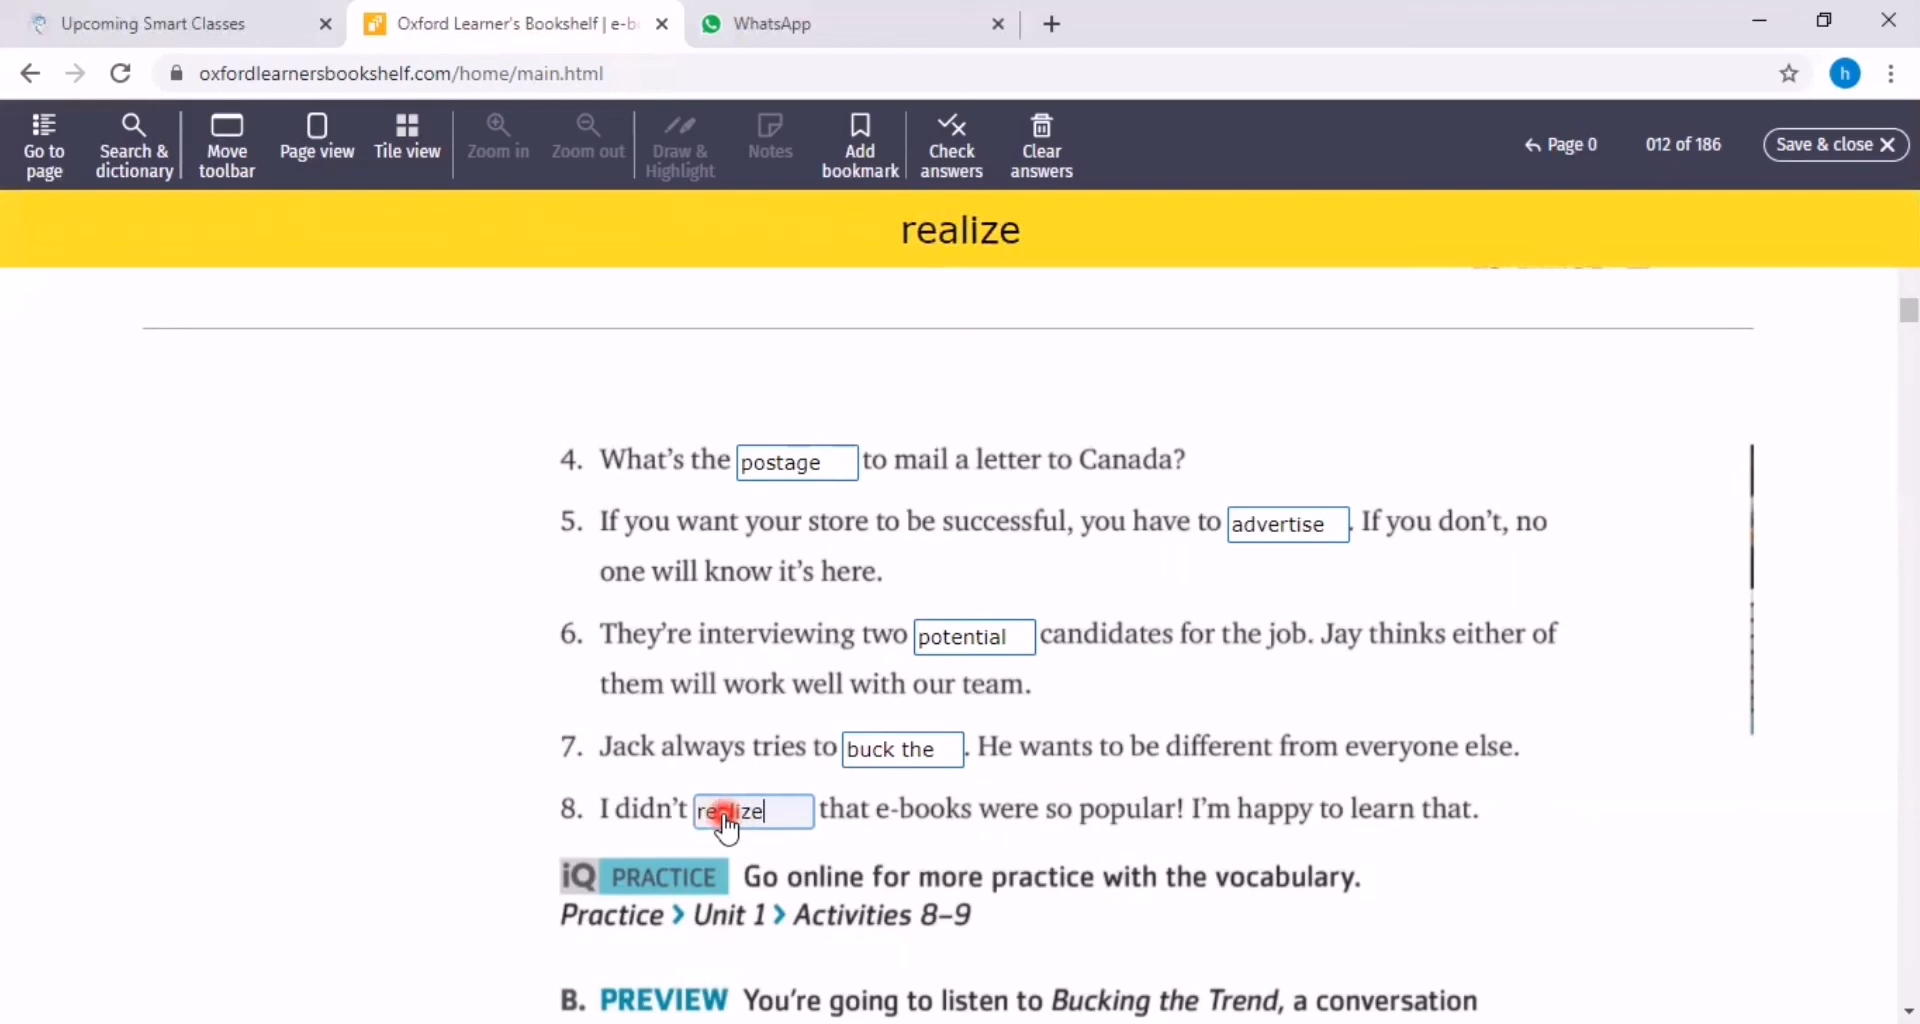 Upcoming Smart Classes
Oxford Learner's Bookshelf | e-b
WhatsApp
oxfordlearnersbookshelf.com/home/main.html
h
Go to page
Search & dictionary
Move toolbar
Page view
Tile view
Zoom in
Zoom out
Draw & Highlight
Notes
Add bookmark
Check answers
Clear answers
Page 0
012 of 186
Save & close
realize
4. What's the postage to mail a letter to Canada?
5. If you want your store to be successful, you have to advertise . If you don't, no
one will know it's here.
6. They're interviewing two potential candidates for the job. Jay thinks either of
them will work well with our team.
7. Jack always tries to buck the . He wants to be different from everyone else.
8. I didn't realize that e-books were so popular! I'm happy to learn that.
iQ PRACTICE Go online for more practice with the vocabulary.
Practice > Unit 1 > Activities 8–9
B. PREVIEW You're going to listen to Bucking the Trend, a conversation